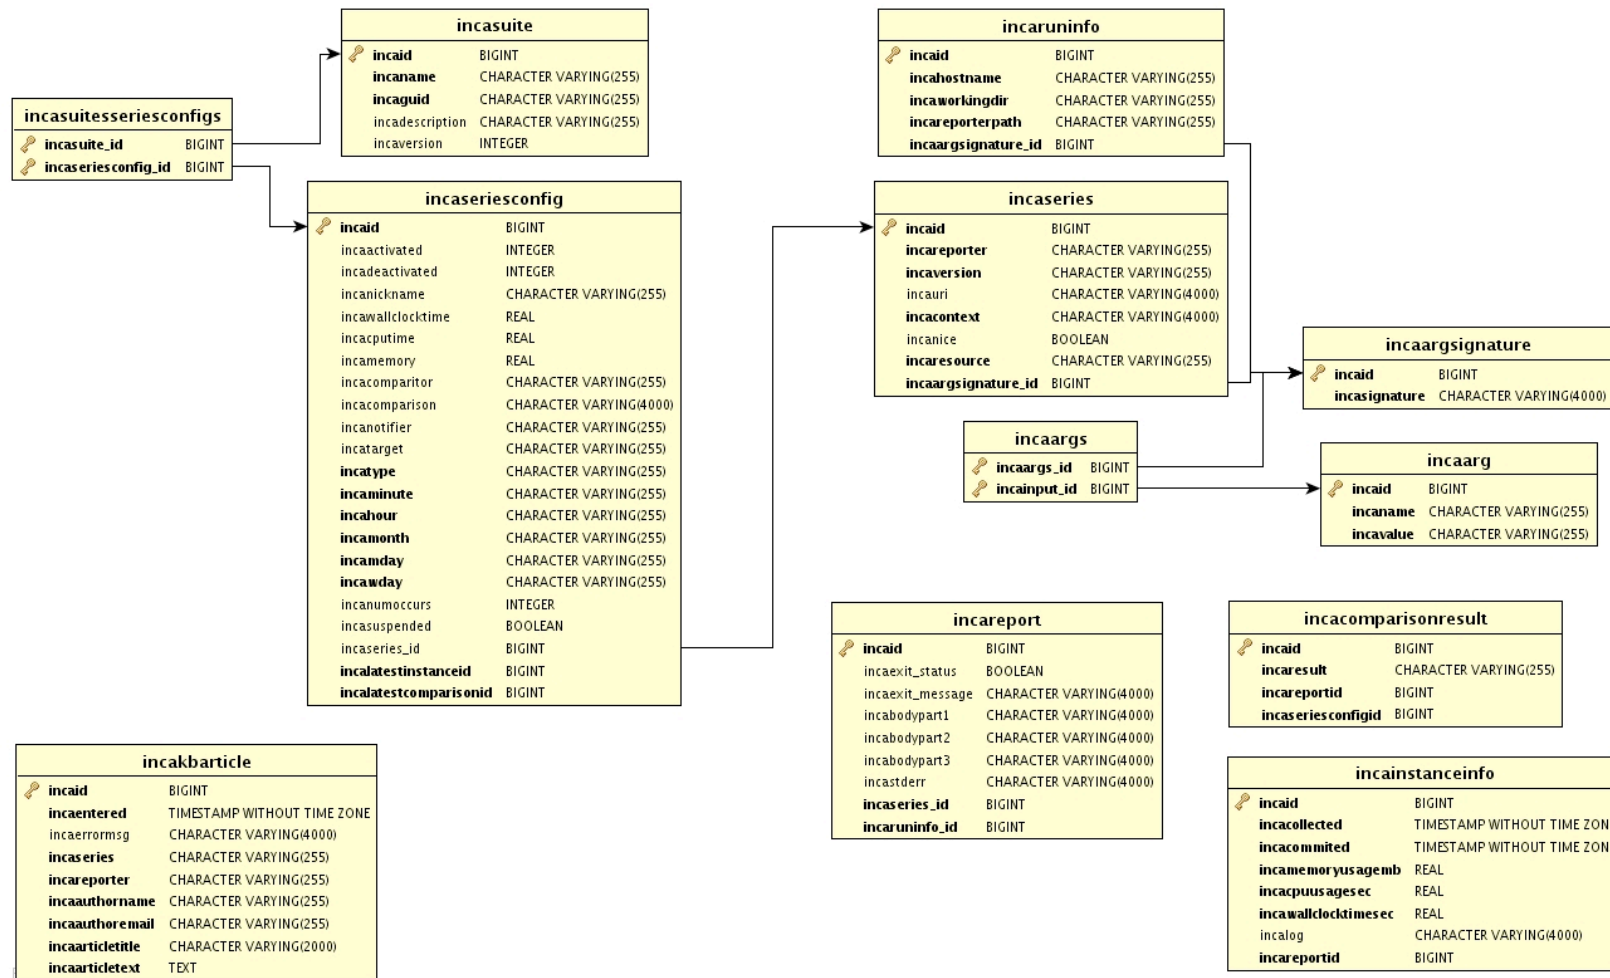 incasuite
incaid BIGINT
incaname CHARACTER VARYING(255)
incaguid CHARACTER VARYING(255)
incadescription CHARACTER VARYING(255)
incaversion INTEGER
incaruninfo
incaid BIGINT
incahostname CHARACTER VARYING(255)
incaworkingdir CHARACTER VARYING(255)
incareporterpath CHARACTER VARYING(255)
incaargsignature_id BIGINT
incasuitesseriesconfigs
incasuite_id BIGINT
incaseriesconfig_id BIGINT
incaseriesconfig
incaid BIGINT
incaactivated INTEGER
incadeactivated INTEGER
incanickname CHARACTER VARYING(255)
incawallclocktime REAL
incacputime REAL
incamemory REAL
incacomparitor CHARACTER VARYING(255)
incacomparison CHARACTER VARYING(4000)
incanotifier CHARACTER VARYING(255)
incatarget CHARACTER VARYING(255)
incatype CHARACTER VARYING(255)
incaminute CHARACTER VARYING(255)
incahour CHARACTER VARYING(255)
incamonth CHARACTER VARYING(255)
incamday CHARACTER VARYING(255)
incawday CHARACTER VARYING(255)
incanumoccurs INTEGER
incasuspended BOOLEAN
incaseries_id BIGINT
incalatestinstanceid BIGINT
incalatestcomparisonid BIGINT
incaseries
incaid BIGINT
incareporter CHARACTER VARYING(255)
incaversion CHARACTER VARYING(255)
incauri CHARACTER VARYING(4000)
incacontext CHARACTER VARYING(4000)
incanice BOOLEAN
incaresource CHARACTER VARYING(255)
incaargsignature_id BIGINT
incaargsignature
incaid BIGINT
incasignature CHARACTER VARYING(4000)
incaargs
incaargs_id BIGINT
incainput_id BIGINT
incaarg
incaid BIGINT
incaname CHARACTER VARYING(255)
incavalue CHARACTER VARYING(255)
incareport
incaid BIGINT
incaexit_status BOOLEAN
incaexit_message CHARACTER VARYING(4000)
incabodypart1 CHARACTER VARYING(4000)
incabodypart2 CHARACTER VARYING(4000)
incabodypart3 CHARACTER VARYING(4000)
incastderr CHARACTER VARYING(4000)
incaseries_id BIGINT
incaruninfo_id BIGINT
incacomparisonresult
incaid BIGINT
incaresult CHARACTER VARYING(255)
incareportid BIGINT
incaseriesconfigid BIGINT
incakbarticle
incaid BIGINT
incaentered TIMESTAMP WITHOUT TIME ZONE
incaerrormsg CHARACTER VARYING(4000)
incaseries CHARACTER VARYING(255)
incareporter CHARACTER VARYING(255)
incaauthorname CHARACTER VARYING(255)
incaauthoremail CHARACTER VARYING(255)
incaarticletitle CHARACTER VARYING(2000)
incaarticletext TEXT
incainstanceinfo
incaid BIGINT
incacollected TIMESTAMP WITHOUT TIME ZON
incacommited TIMESTAMP WITHOUT TIME ZON
incamemoryusagemb REAL
incacpuusagesec REAL
incawallclocktimesec REAL
incalog CHARACTER VARYING(4000)
incareportid BIGINT